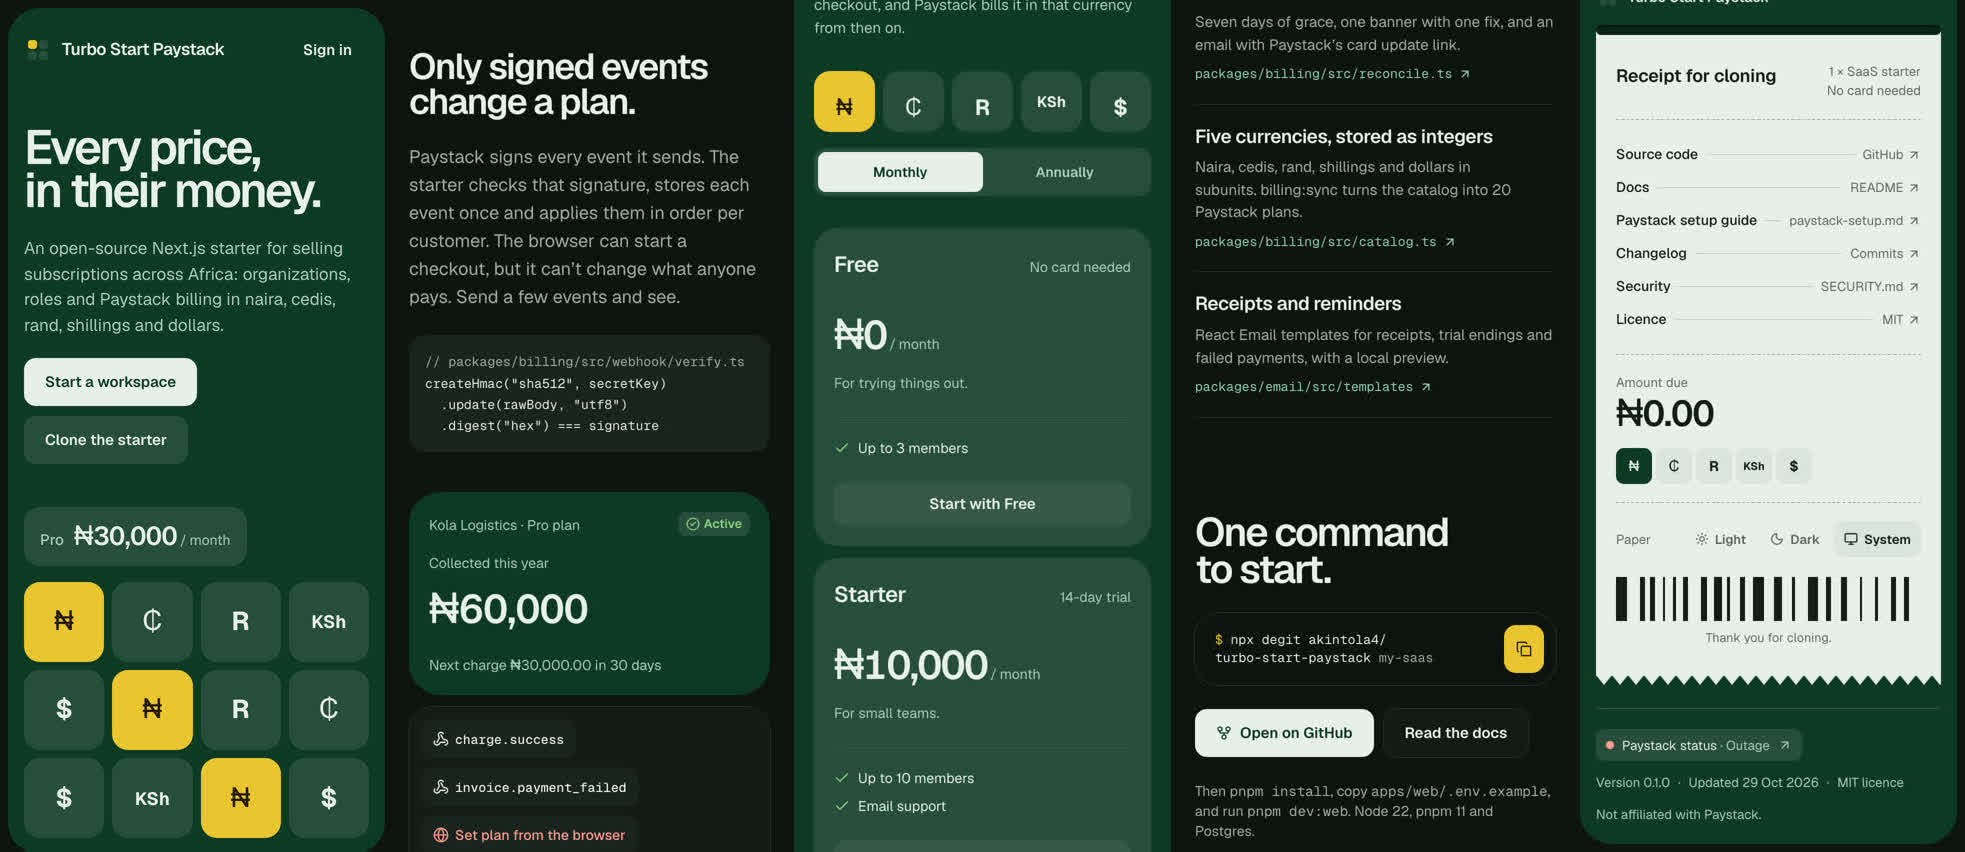 Turbo Start Paystack
Sign in
Every price,
in their money.
An open-source Next.js starter for selling
subscriptions across Africa: organizations,
roles and Paystack billing in naira, cedis,
rand, shillings and dollars.
Start a workspace
Clone the starter
Pro ₦30,000 / month
₦ ₵ R KSh
$ ₦ R ₵
$ KSh ₦ $
Only signed events
change a plan.
Paystack signs every event it sends. The
starter checks that signature, stores each
event once and applies them in order per
customer. The browser can start a
checkout, but it can’t change what anyone
pays. Send a few events and see.
// packages/billing/src/webhook/verify.ts
createHmac("sha512", secretKey)
.update(rawBody, "utf8")
.digest("hex") === signature
Kola Logistics · Pro plan
Active
Collected this year
₦60,000
Next charge ₦30,000.00 in 30 days
charge.success
invoice.payment_failed
Set plan from the browser
checkout, and Paystack bills it in that currency
from then on.
₦ ₵ R KSh $
Monthly
Annually
Free
No card needed
₦0 / month
For trying things out.
Up to 3 members
Start with Free
Starter
14-day trial
₦10,000 / month
For small teams.
Up to 10 members
Email support
Seven days of grace, one banner with one fix, and an
email with Paystack’s card update link.
packages/billing/src/reconcile.ts ↗
Five currencies, stored as integers
Naira, cedis, rand, shillings and dollars in
subunits. billing:sync turns the catalog into 20
Paystack plans.
packages/billing/src/catalog.ts ↗
Receipts and reminders
React Email templates for receipts, trial endings and
failed payments, with a local preview.
packages/email/src/templates ↗
One command
to start.
$ npx degit akintola4/
turbo-start-paystack my-saas
Open on GitHub
Read the docs
Then pnpm install, copy apps/web/.env.example,
and run pnpm dev:web. Node 22, pnpm 11 and
Postgres.
Receipt for cloning
1 × SaaS starter
No card needed
Source code GitHub ↗
Docs README ↗
Paystack setup guide paystack-setup.md ↗
Changelog Commits ↗
Security SECURITY.md ↗
Licence MIT ↗
Amount due
₦0.00
₦ ₵ R KSh $
Paper Light Dark System
Thank you for cloning.
Paystack status · Outage ↗
Version 0.1.0 · Updated 29 Oct 2026 · MIT licence
Not affiliated with Paystack.